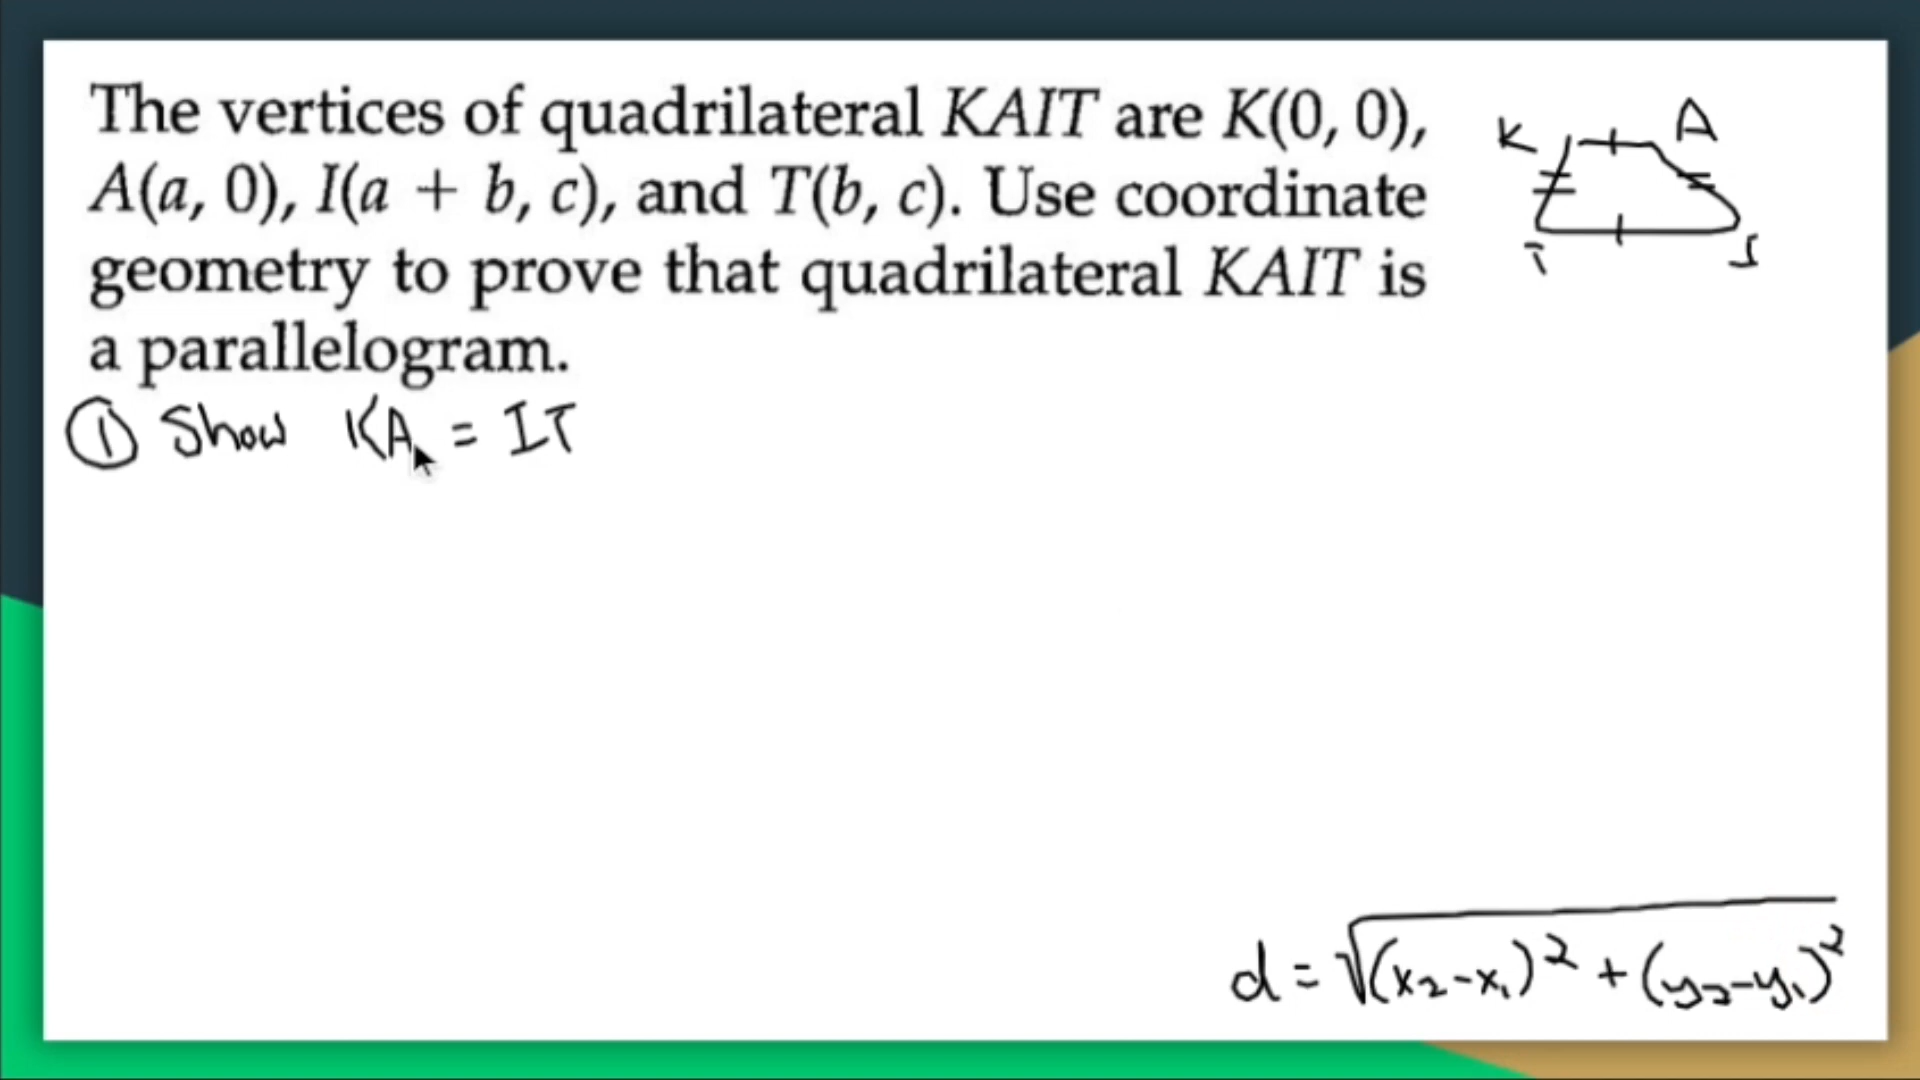 The vertices of quadrilateral KAIT are K(0, 0),
A(a, 0), I(a + b, c), and T(b, c). Use coordinate
geometry to prove that quadrilateral KAIT is
a parallelogram.
K A
T I
① Show KA = IT
d = √(x₂-x₁)² + (y₂-y₁)²